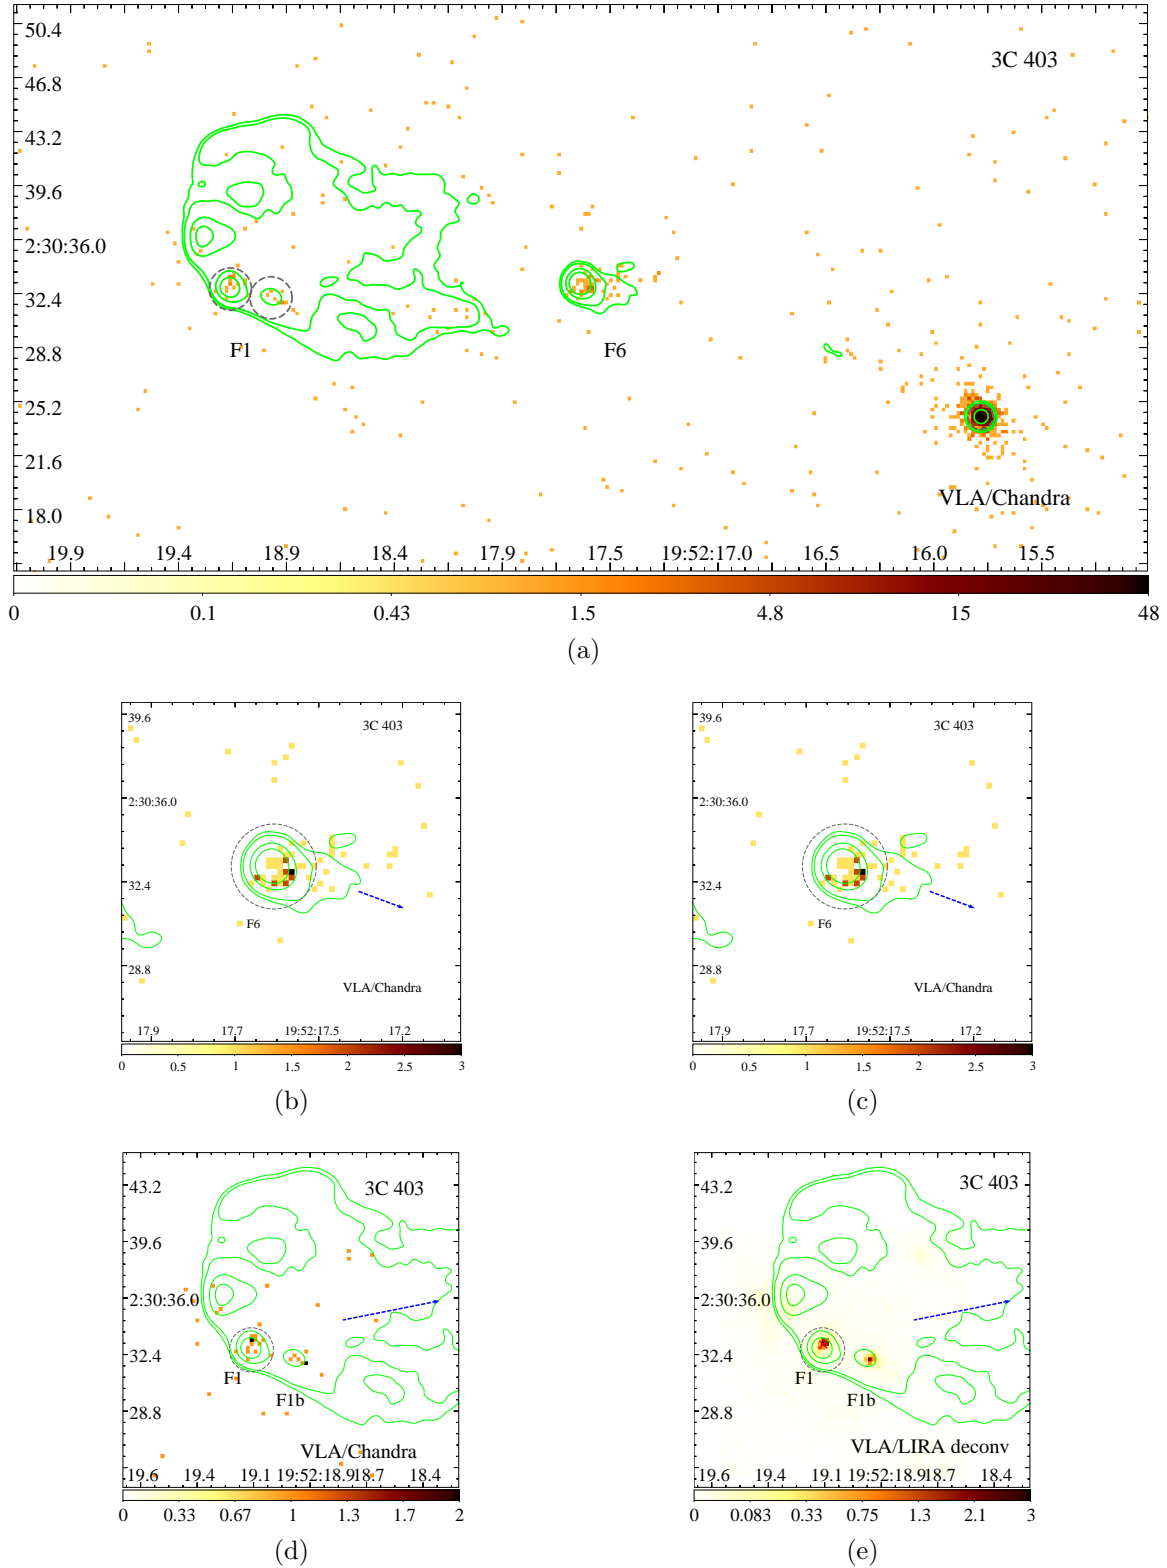 50.4
3C 403
46.8
43.2
39.6
2:30:36.0
32.4
F1
F6
28.8
25.2
21.6
VLA/Chandra
18.0
19.9 19.4 18.9 18.4 17.9 17.5 19:52:17.0 16.5 16.0 15.5
0 0.1 0.43 1.5 4.8 15 48
(a)
39.6
3C 403
2:30:36.0
32.4
F6
28.8
VLA/Chandra
17.9 17.7 19:52:17.5 17.2
0 0.5 1 1.5 2 2.5 3
(b)
39.6
3C 403
2:30:36.0
32.4
F6
28.8
VLA/Chandra
17.9 17.7 19:52:17.5 17.2
0 0.5 1 1.5 2 2.5 3
(c)
43.2
3C 403
39.6
2:30:36.0
32.4
F1
F1b
28.8
VLA/Chandra
19.6 19.4 19.1 19:52:18.9 18.7 18.4
0 0.33 0.67 1 1.3 1.7 2
(d)
43.2
3C 403
39.6
2:30:36.0
32.4
F1
F1b
28.8
VLA/LIRA deconv
19.6 19.4 19.1 19:52:18.9 18.7 18.4
0 0.083 0.33 0.75 1.3 2.1 3
(e)